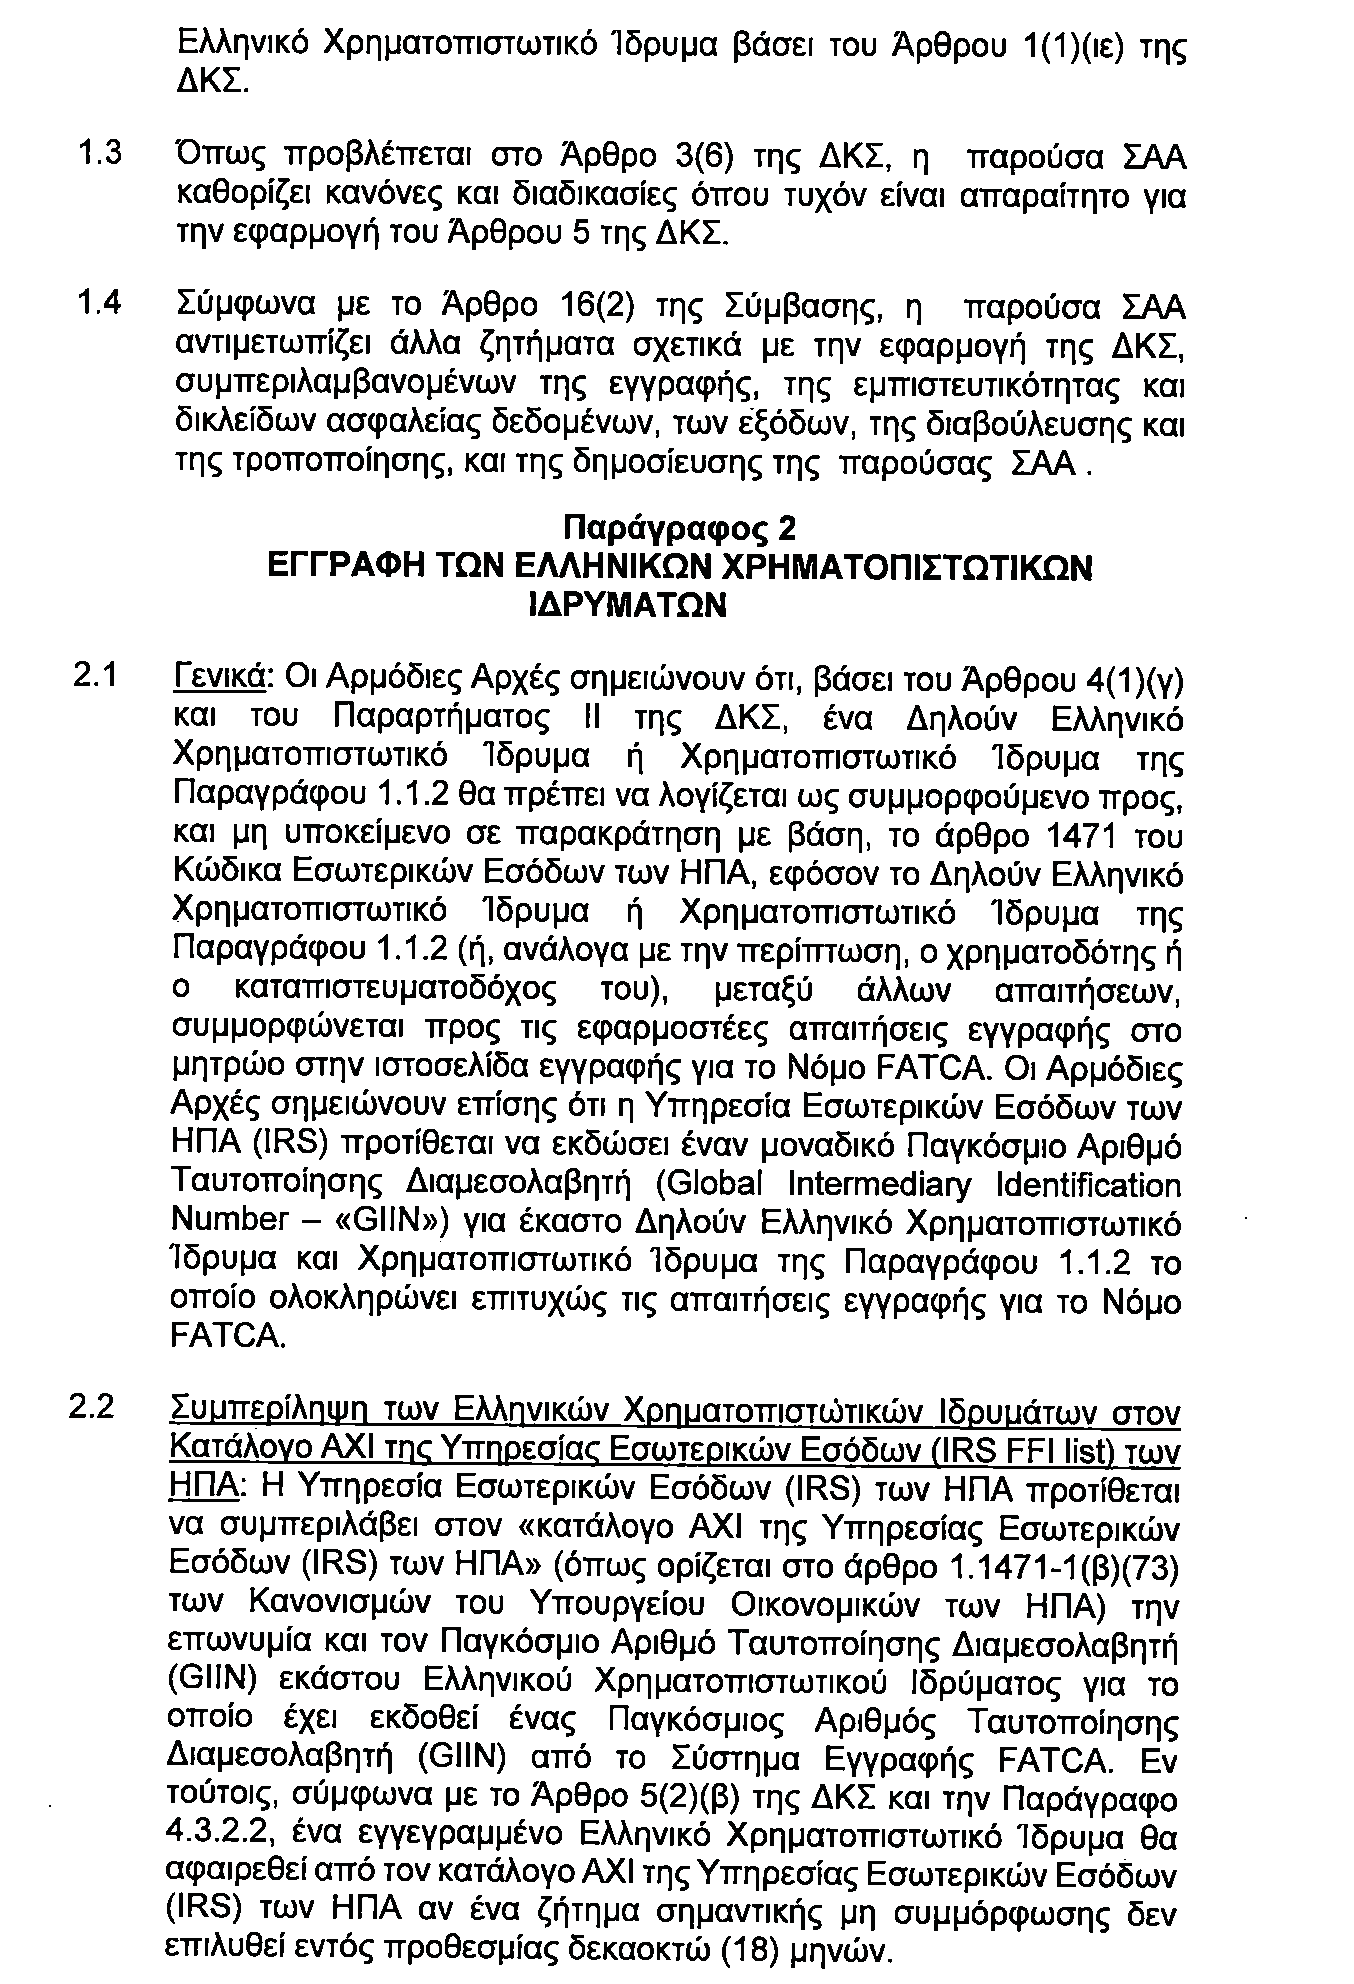 Ελληνικό Χρηματοπιστωτικό Ίδρυμα βάσει του Άρθρου 1(1)(ιε) της
ΔΚΣ.
1.3 Όπως προβλέπεται στο Άρθρο 3(6) της ΔΚΣ, η παρούσα ΣΑΑ
καθορίζει κανόνες και διαδικασίες όπου τυχόν είναι απαραίτητο για
την εφαρμογή του Άρθρου 5 της ΔΚΣ.
1.4 Σύμφωνα με το Άρθρο 16(2) της Σύμβασης, η παρούσα ΣΑΑ
αντιμετωπίζει άλλα ζητήματα σχετικά με την εφαρμογή της ΔΚΣ,
συμπεριλαμβανομένων της εγγραφής, της εμπιστευτικότητας και
δικλείδων ασφαλείας δεδομένων, των εξόδων, της διαβούλευσης και
της τροποποίησης, και της δημοσίευσης της παρούσας ΣΑΑ .
Παράγραφος 2
ΕΓΓΡΑΦΗ ΤΩΝ ΕΛΛΗΝΙΚΩΝ ΧΡΗΜΑΤΟΠΙΣΤΩΤΙΚΩΝ
ΙΔΡΥΜΑΤΩΝ
2.1 Γενικά: Οι Αρμόδιες Αρχές σημειώνουν ότι, βάσει του Άρθρου 4(1)(γ)
και του Παραρτήματος ΙΙ της ΔΚΣ, ένα Δηλούν Ελληνικό
Χρηματοπιστωτικό Ίδρυμα ή Χρηματοπιστωτικό Ίδρυμα της
Παραγράφου 1.1.2 θα πρέπει να λογίζεται ως συμμορφούμενο προς,
και μη υποκείμενο σε παρακράτηση με βάση, το άρθρο 1471 του
Κώδικα Εσωτερικών Εσόδων των ΗΠΑ, εφόσον το Δηλούν Ελληνικό
Χρηματοπιστωτικό Ίδρυμα ή Χρηματοπιστωτικό Ίδρυμα της
Παραγράφου 1.1.2 (ή, ανάλογα με την περίπτωση, ο χρηματοδότης ή
ο καταπιστευματοδόχος του), μεταξύ άλλων απαιτήσεων,
συμμορφώνεται προς τις εφαρμοστέες απαιτήσεις εγγραφής στο
μητρώο στην ιστοσελίδα εγγραφής για το Νόμο FATCA. Οι Αρμόδιες
Αρχές σημειώνουν επίσης ότι η Υπηρεσία Εσωτερικών Εσόδων των
ΗΠΑ (IRS) προτίθεται να εκδώσει έναν μοναδικό Παγκόσμιο Αριθμό
Ταυτοποίησης Διαμεσολαβητή (Global Intermediary Identification
Number – «GIIN») για έκαστο Δηλούν Ελληνικό Χρηματοπιστωτικό
Ίδρυμα και Χρηματοπιστωτικό Ίδρυμα της Παραγράφου 1.1.2 το
οποίο ολοκληρώνει επιτυχώς τις απαιτήσεις εγγραφής για το Νόμο
FATCA.
2.2 Συμπερίληψη των Ελληνικών Χρηματοπιστωτικών Ιδρυμάτων στον
Κατάλογο ΑΧΙ της Υπηρεσίας Εσωτερικών Εσόδων (IRS FFI list) των
ΗΠΑ: Η Υπηρεσία Εσωτερικών Εσόδων (IRS) των ΗΠΑ προτίθεται
να συμπεριλάβει στον «κατάλογο ΑΧΙ της Υπηρεσίας Εσωτερικών
Εσόδων (IRS) των ΗΠΑ» (όπως ορίζεται στο άρθρο 1.1471-1(β)(73)
των Κανονισμών του Υπουργείου Οικονομικών των ΗΠΑ) την
επωνυμία και τον Παγκόσμιο Αριθμό Ταυτοποίησης Διαμεσολαβητή
(GIIN) εκάστου Ελληνικού Χρηματοπιστωτικού Ιδρύματος για το
οποίο έχει εκδοθεί ένας Παγκόσμιος Αριθμός Ταυτοποίησης
Διαμεσολαβητή (GIIN) από το Σύστημα Εγγραφής FATCA. Εν
τούτοις, σύμφωνα με το Άρθρο 5(2)(β) της ΔΚΣ και την Παράγραφο
4.3.2.2, ένα εγγεγραμμένο Ελληνικό Χρηματοπιστωτικό Ίδρυμα θα
αφαιρεθεί από τον κατάλογο ΑΧΙ της Υπηρεσίας Εσωτερικών Εσόδων
(IRS) των ΗΠΑ αν ένα ζήτημα σημαντικής μη συμμόρφωσης δεν
επιλυθεί εντός προθεσμίας δεκαοκτώ (18) μηνών.